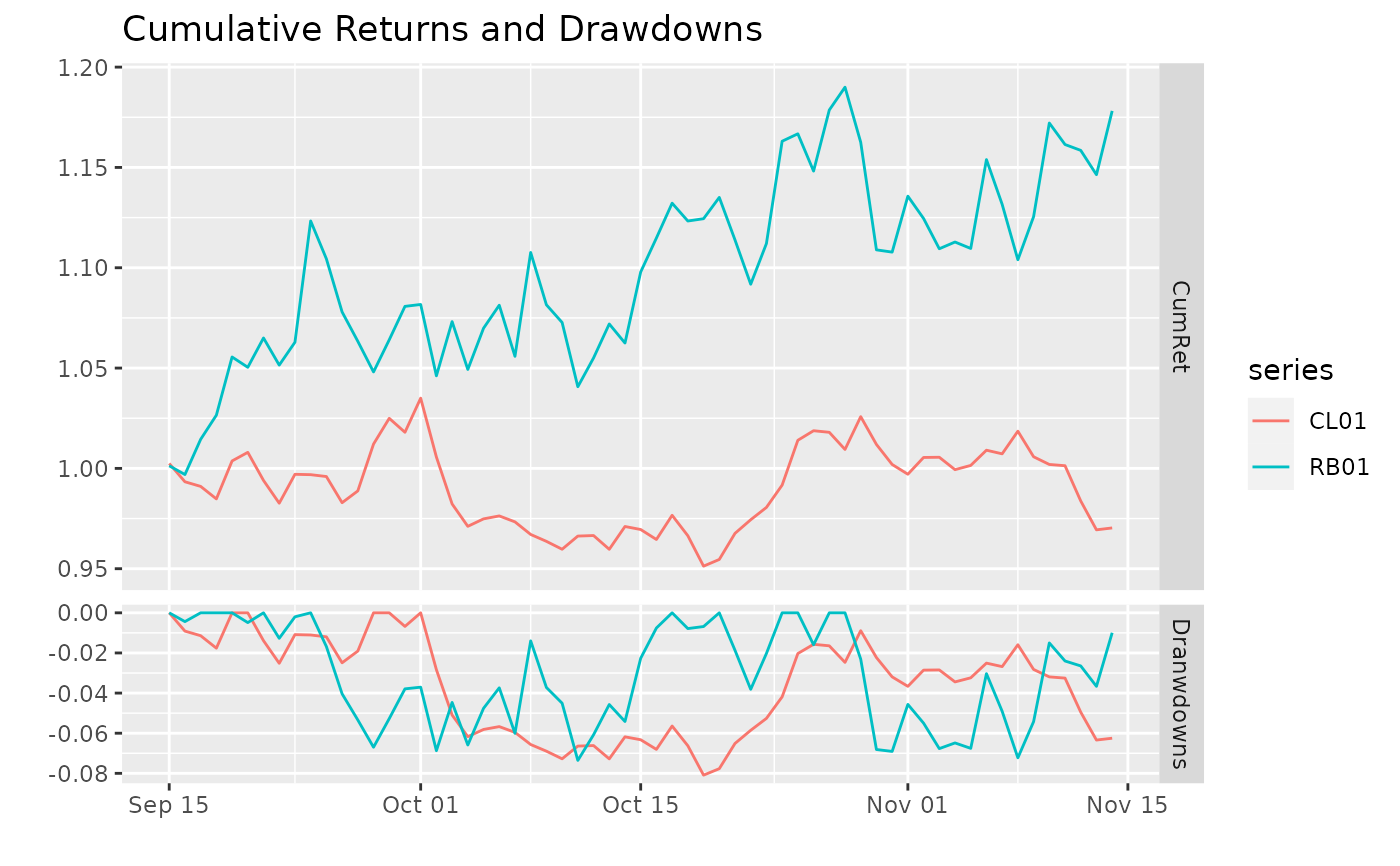 Cumulative Returns and Drawdowns
1.20
1.15
1.10
1.05
1.00
0.95
CumRet
0.00
-0.02
-0.04
-0.06
-0.08
Dranwdowns
Sep 15
Oct 01
Oct 15
Nov 01
Nov 15
series
CL01
RB01